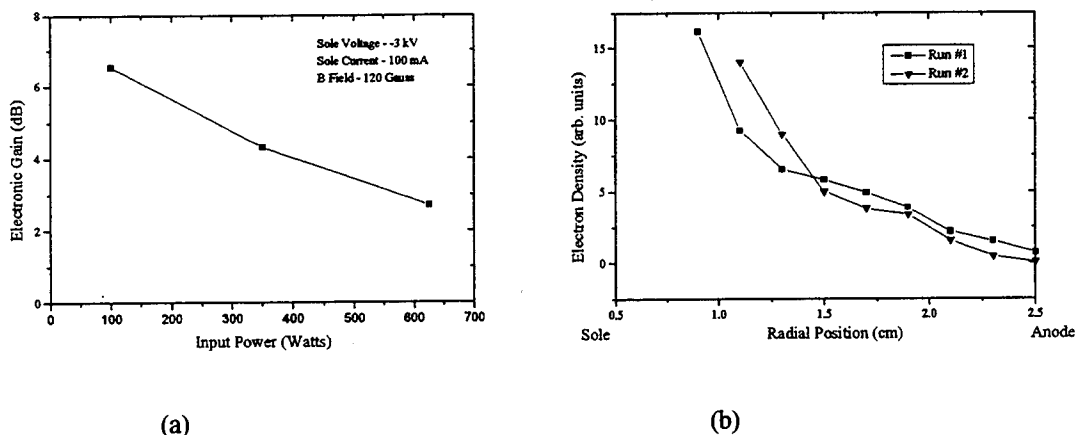 8
6
4
2
0
Electronic Gain (dB)
Sole Voltage - -3 kV
Sole Current - 100 mA
B Field - 120 Gauss
0 100 200 300 400 500 600 700
Input Power (Watts)
(a)
15
10
5
0
Electron Density (arb. units)
Run #1
Run #2
0.5 1.0 1.5 2.0 2.5
Sole Radial Position (cm) Anode
(b)